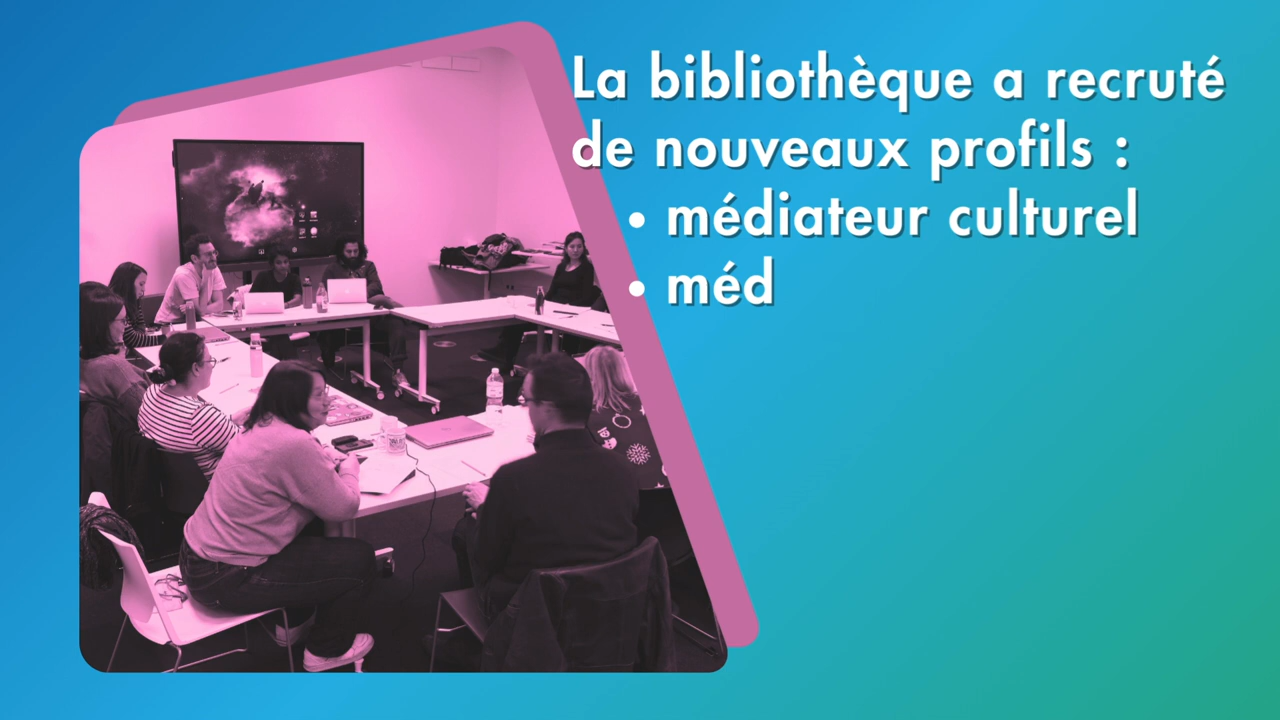 La bibliothèque a recruté
de nouveaux profils :
• médiateur culturel
• méd